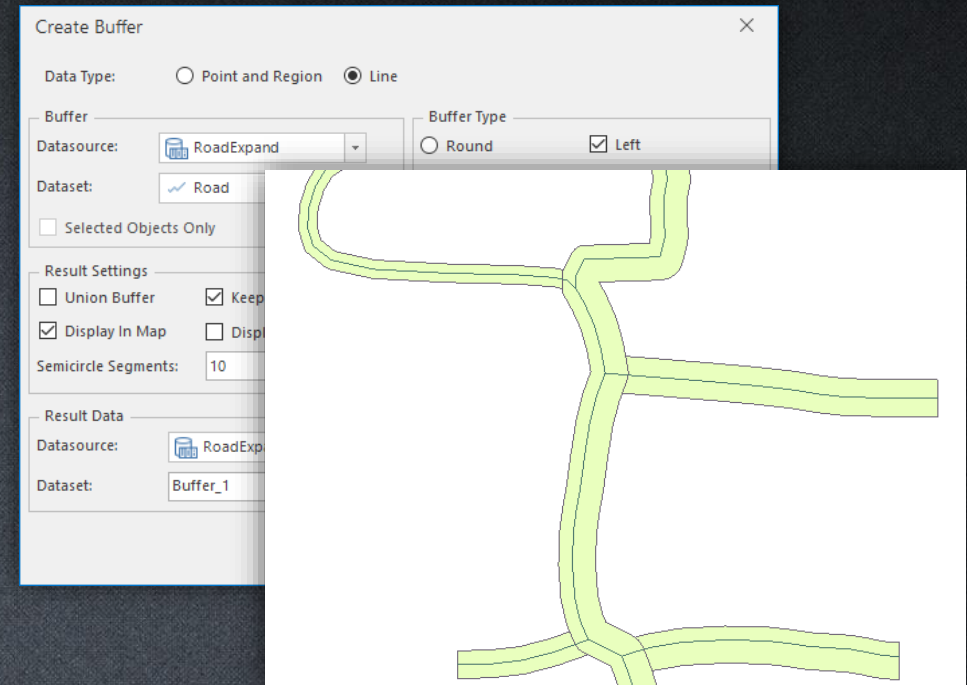 Create Buffer
Data Type: Point and Region Line
Buffer
Datasource: RoadExpand
Dataset: Road
Selected Objects Only
Buffer Type
Round Left
Result Settings
Union Buffer Keep
Display In Map
Semicircle Segments: 10
Result Data
Datasource:
Dataset: Buffer_1